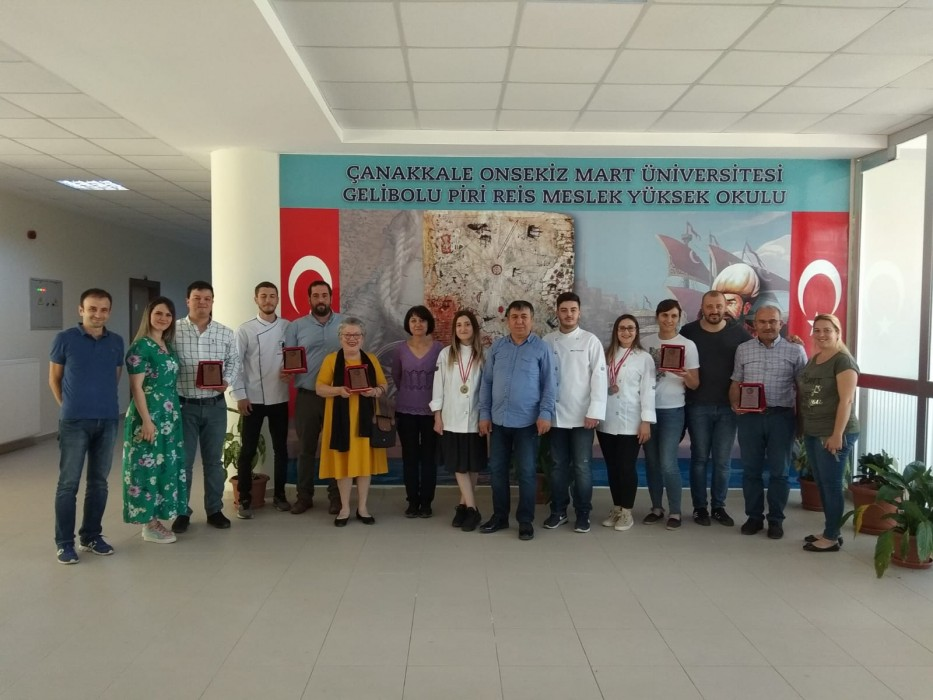 ÇANAKKALE ONSEKİZ MART ÜNİVERSİTESİ
GELİBOLU PİRİ REİS MESLEK YÜKSEK OKULU